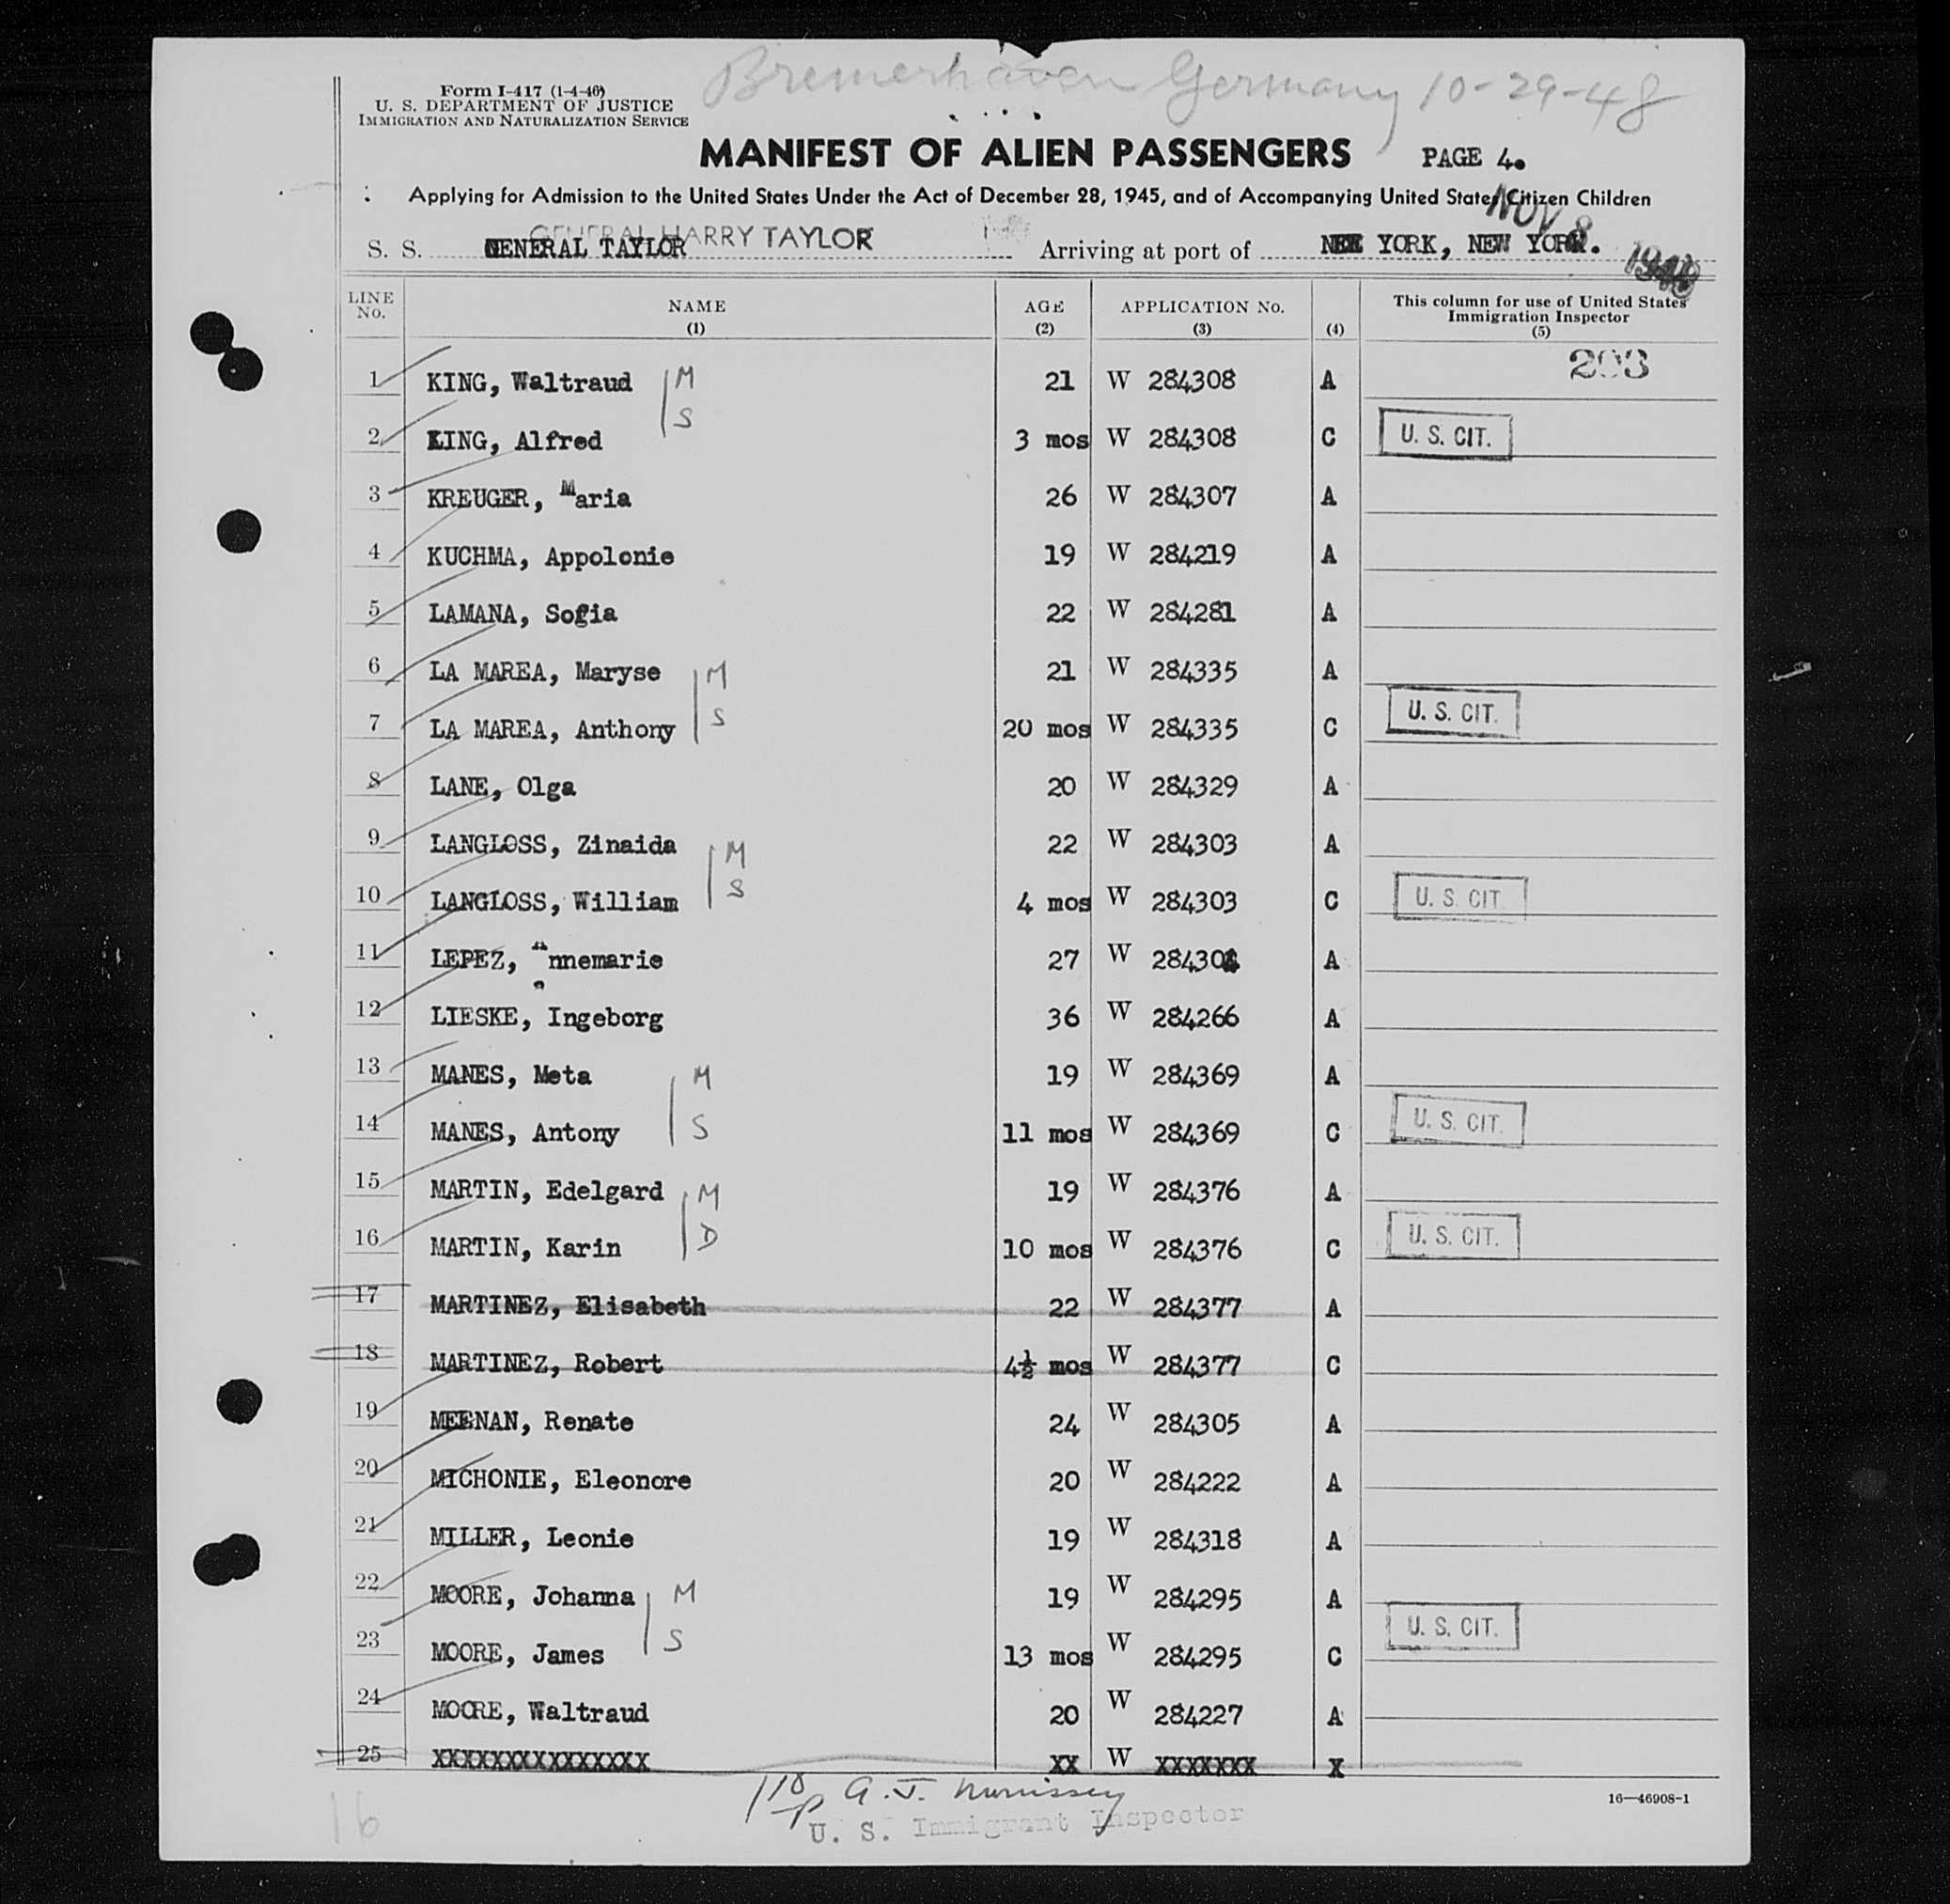 Bremerhaven Germany 10-29-48
Form I-417 (1-4-46)
U. S. DEPARTMENT OF JUSTICE
IMMIGRATION AND NATURALIZATION SERVICE
MANIFEST OF ALIEN PASSENGERS PAGE 4.
Applying for Admission to the United States Under the Act of December 28, 1945, and of Accompanying United States Citizen Children
NOV 8 1948
GENERAL HARRY TAYLOR
S. S. GENERAL TAYLOR Arriving at port of NEW YORK, NEW YORK.
LINE No. NAME (1) AGE (2) APPLICATION No. (3) (4) This column for use of United States Immigration Inspector (5)
203
1 KING, Waltraud M 21 W 284308 A
2 KING, Alfred S 3 mos W 284308 C U. S. CIT.
3 KREUGER, Maria 26 W 284307 A
4 KUCHMA, Appolonie 19 W 284219 A
5 LAMANA, Sofia 22 W 284281 A
6 LA MAREA, Maryse M 21 W 284335 A
7 LA MAREA, Anthony S 20 mos W 284335 C U. S. CIT.
8 LANE, Olga 20 W 284329 A
9 LANGLOSS, Zinaida M 22 W 284303 A
10 LANGLOSS, William S 4 mos W 284303 C U. S. CIT.
11 LEPEZ, Annemarie 27 W A
12 LIESKE, Ingeborg 36 W 284266 A
13 MANES, Meta M 19 W 284369 A
14 MANES, Antony S 11 mos W 284369 C U. S. CIT.
15 MARTIN, Edelgard M 19 W 284376 A
16 MARTIN, Karin D 10 mos W 284376 C U. S. CIT.
17 MARTINEZ, Elisabeth 22 W 284377 A
18 MARTINEZ, Robert 4½ mos W 284377 C
19 MEENAN, Renate 24 W 284305 A
20 MICHONIE, Eleonore 20 W 284222 A
21 MILLER, Leonie 19 W 284318 A
22 MOORE, Johanna M 19 W 284295 A
23 MOORE, James S 13 mos W 284295 C U. S. CIT.
24 MOORE, Waltraud 20 W 284227 A
25 XXXXXXXXXXXXXXX XX W XXXXXXX X
A. J. Morrissey
U. S. Immigrant Inspector
16—46908-1
16